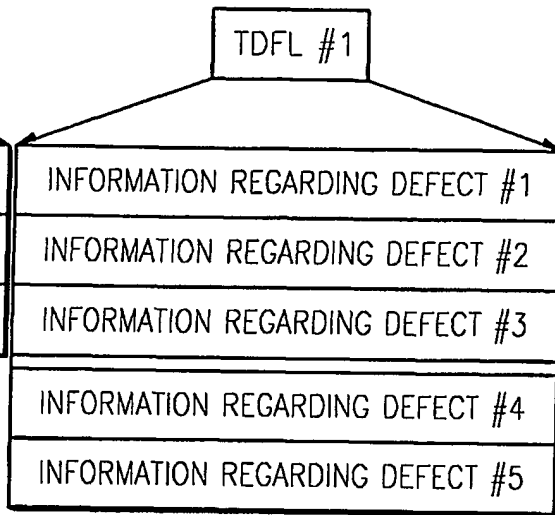 TDFL #1
INFORMATION REGARDING DEFECT #1
INFORMATION REGARDING DEFECT #2
INFORMATION REGARDING DEFECT #3
INFORMATION REGARDING DEFECT #4
INFORMATION REGARDING DEFECT #5